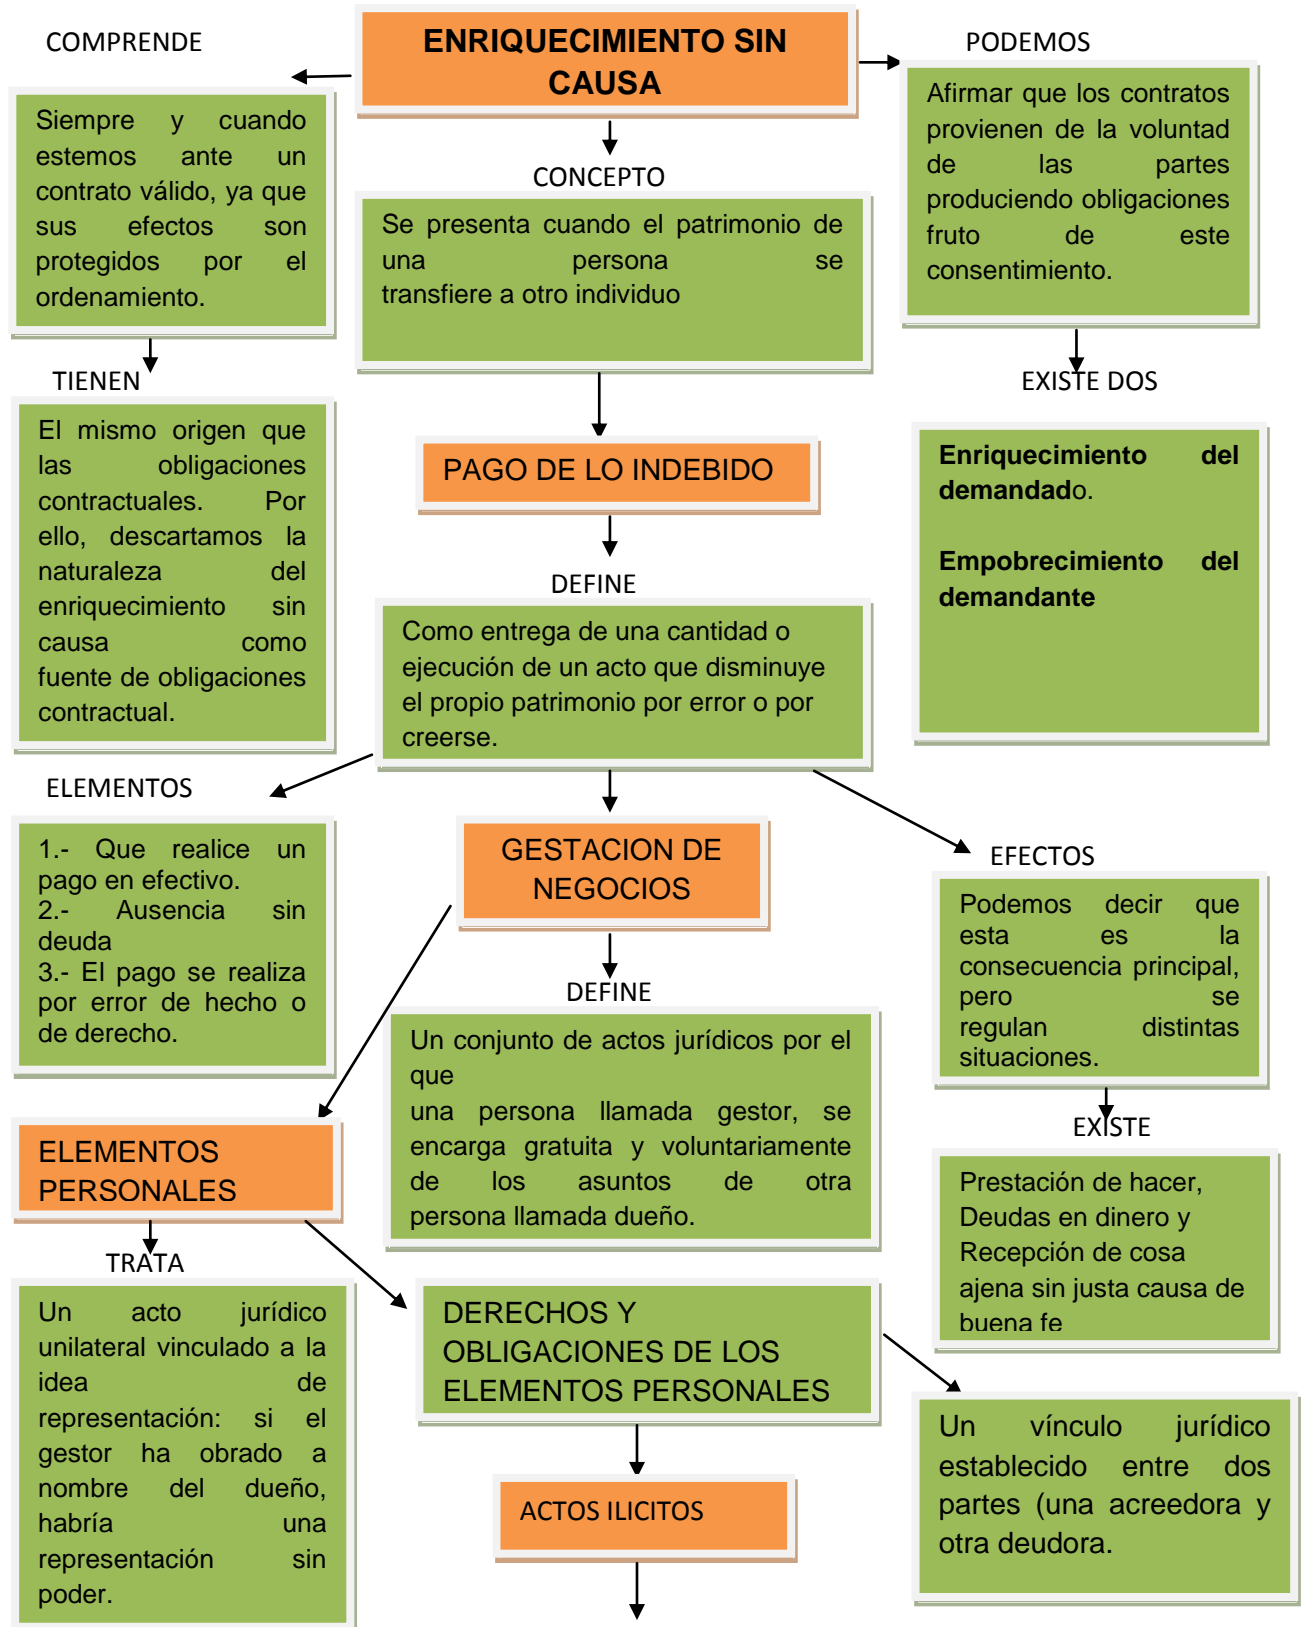 ENRIQUECIMIENTO SIN
CAUSA
COMPRENDE
Siempre y cuando
estemos ante un
contrato válido, ya que
sus efectos son
protegidos por el
ordenamiento.
TIENEN
El mismo origen que
las obligaciones
contractuales. Por
ello, descartamos la
naturaleza del
enriquecimiento sin
causa como
fuente de obligaciones
contractual.
CONCEPTO
Se presenta cuando el patrimonio de
una persona se
transfiere a otro individuo
PODEMOS
Afirmar que los contratos
provienen de la voluntad
de las partes
produciendo obligaciones
fruto de este
consentimiento.
EXISTE DOS
Enriquecimiento del
demandado.
Empobrecimiento del
demandante
PAGO DE LO INDEBIDO
DEFINE
Como entrega de una cantidad o
ejecución de un acto que disminuye
el propio patrimonio por error o por
creerse.
ELEMENTOS
1.- Que realice un
pago en efectivo.
2.- Ausencia sin
deuda
3.- El pago se realiza
por error de hecho o
de derecho.
GESTACION DE
NEGOCIOS
DEFINE
Un conjunto de actos jurídicos por el
que
una persona llamada gestor, se
encarga gratuita y voluntariamente
de los asuntos de otra
persona llamada dueño.
EFECTOS
Podemos decir que
esta es la
consecuencia principal,
pero se
regulan distintas
situaciones.
EXISTE
Prestación de hacer,
Deudas en dinero y
Recepción de cosa
ajena sin justa causa de
buena fe
ELEMENTOS
PERSONALES
TRATA
Un acto jurídico
unilateral vinculado a la
idea de
representación: si el
gestor ha obrado a
nombre del dueño,
habría una
representación sin
poder.
DERECHOS Y
OBLIGACIONES DE LOS
ELEMENTOS PERSONALES
Un vínculo jurídico
establecido entre dos
partes (una acreedora y
otra deudora.
ACTOS ILICITOS